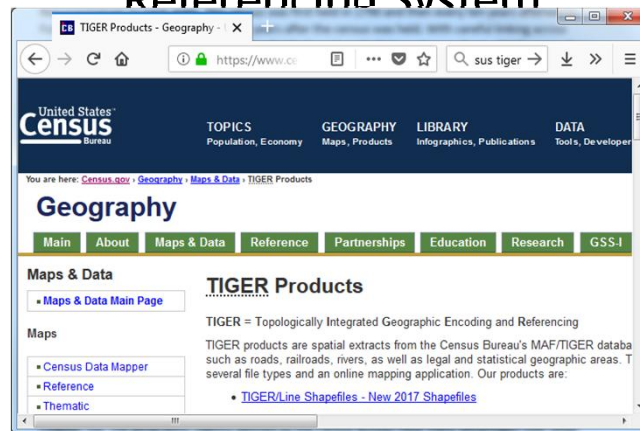 Referencing System
TIGER Products - Geography -
https://www.ce
sus tiger
United States
Census
Bureau
TOPICS
Population, Economy
GEOGRAPHY
Maps, Products
LIBRARY
Infographics, Publications
DATA
Tools, Developer
You are here: Census.gov › Geography › Maps & Data › TIGER Products
Geography
Main About Maps & Data Reference Partnerships Education Research GSS-I
Maps & Data
Maps & Data Main Page
Maps
Census Data Mapper
Reference
Thematic
TIGER Products
TIGER = Topologically Integrated Geographic Encoding and Referencing
TIGER products are spatial extracts from the Census Bureau's MAF/TIGER databa
such as roads, railroads, rivers, as well as legal and statistical geographic areas. T
several file types and an online mapping application. Our products are:
• TIGER/Line Shapefiles - New 2017 Shapefiles